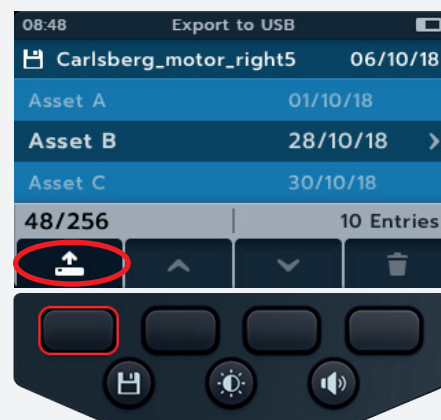 08:48 Export to USB
Carlsberg_motor_right5 06/10/18
Asset A 01/10/18
Asset B 28/10/18
Asset C 30/10/18
48/256 10 Entries